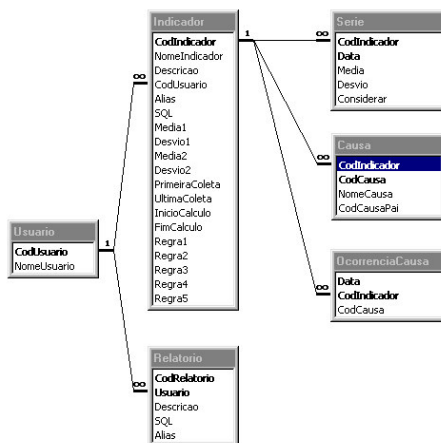 Indicador
CodIndicador
NomeIndicador
Descricao
CodUsuario
Alias
SQL
Media1
Desvio1
Media2
Desvio2
PrimeiraColeta
UltimaColeta
InicioCalculo
FimCalculo
Regra1
Regra2
Regra3
Regra4
Regra5
Serie
CodIndicador
Data
Media
Desvio
Considerar
Causa
CodIndicador
CodCausa
NomeCausa
CodCausaPai
OcorrenciaCausa
Data
CodIndicador
CodCausa
Usuario
CodUsuario
NomeUsuario
Relatorio
CodRelatorio
Usuario
Descricao
SQL
Alias
1
∞
∞
∞
∞
1
∞